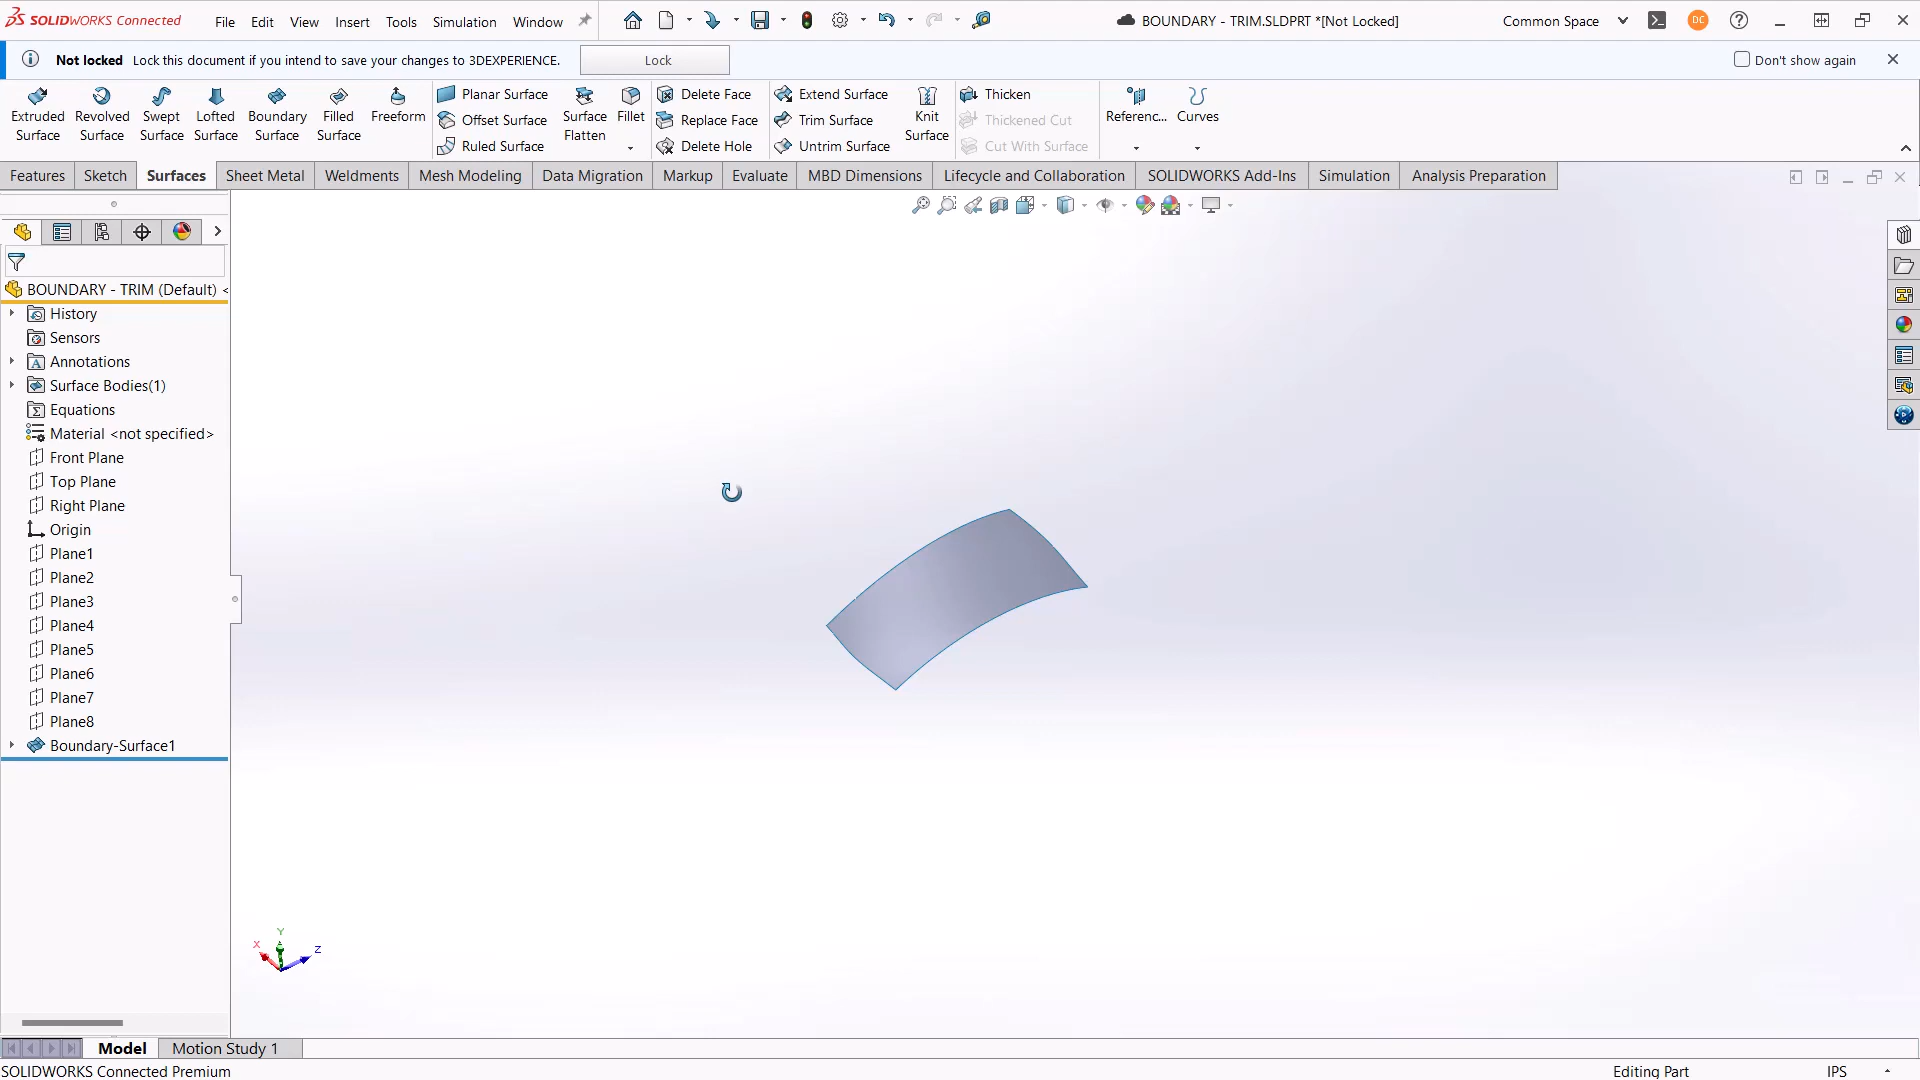 SOLIDWORKS Connected
File Edit View Insert Tools Simulation Window
BOUNDARY - TRIM.SLDPRT *[Not Locked]
Common Space
DC
Not locked Lock this document if you intend to save your changes to 3DEXPERIENCE.
Lock
Don't show again
Extruded Surface
Revolved Surface
Swept Surface
Lofted Surface
Boundary Surface
Filled Surface
Freeform
Planar Surface
Offset Surface
Ruled Surface
Surface Flatten
Fillet
Delete Face
Replace Face
Delete Hole
Extend Surface
Trim Surface
Untrim Surface
Knit Surface
Thicken
Thickened Cut
Cut With Surface
Referenc...
Curves
Features Sketch Surfaces Sheet Metal Weldments Mesh Modeling Data Migration Markup Evaluate MBD Dimensions Lifecycle and Collaboration SOLIDWORKS Add-Ins Simulation Analysis Preparation
BOUNDARY - TRIM (Default) <
History
Sensors
Annotations
Surface Bodies(1)
Equations
Material <not specified>
Front Plane
Top Plane
Right Plane
Origin
Plane1
Plane2
Plane3
Plane4
Plane5
Plane6
Plane7
Plane8
Boundary-Surface1
Y
X
Z
Model Motion Study 1
SOLIDWORKS Connected Premium
Editing Part
IPS